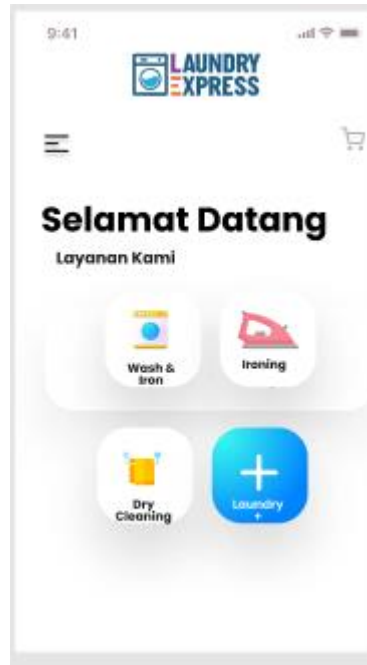 9:41
LAUNDRY
EXPRESS
Selamat Datang
Layanan Kami
Wash &
Iron
Ironing
Dry
Cleaning
Laundry
+